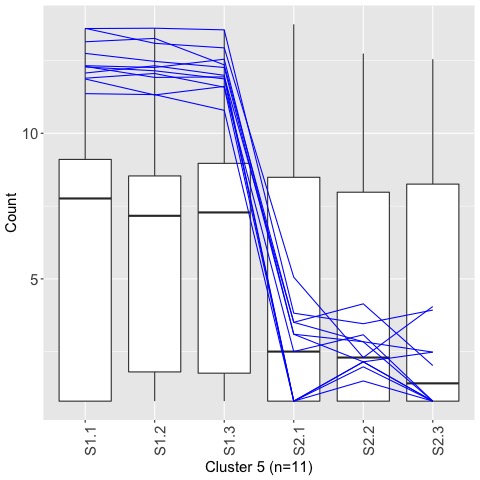 Count
10
5
S1.1
S1.2
S1.3
S2.1
S2.2
S2.3
Cluster 5 (n=11)